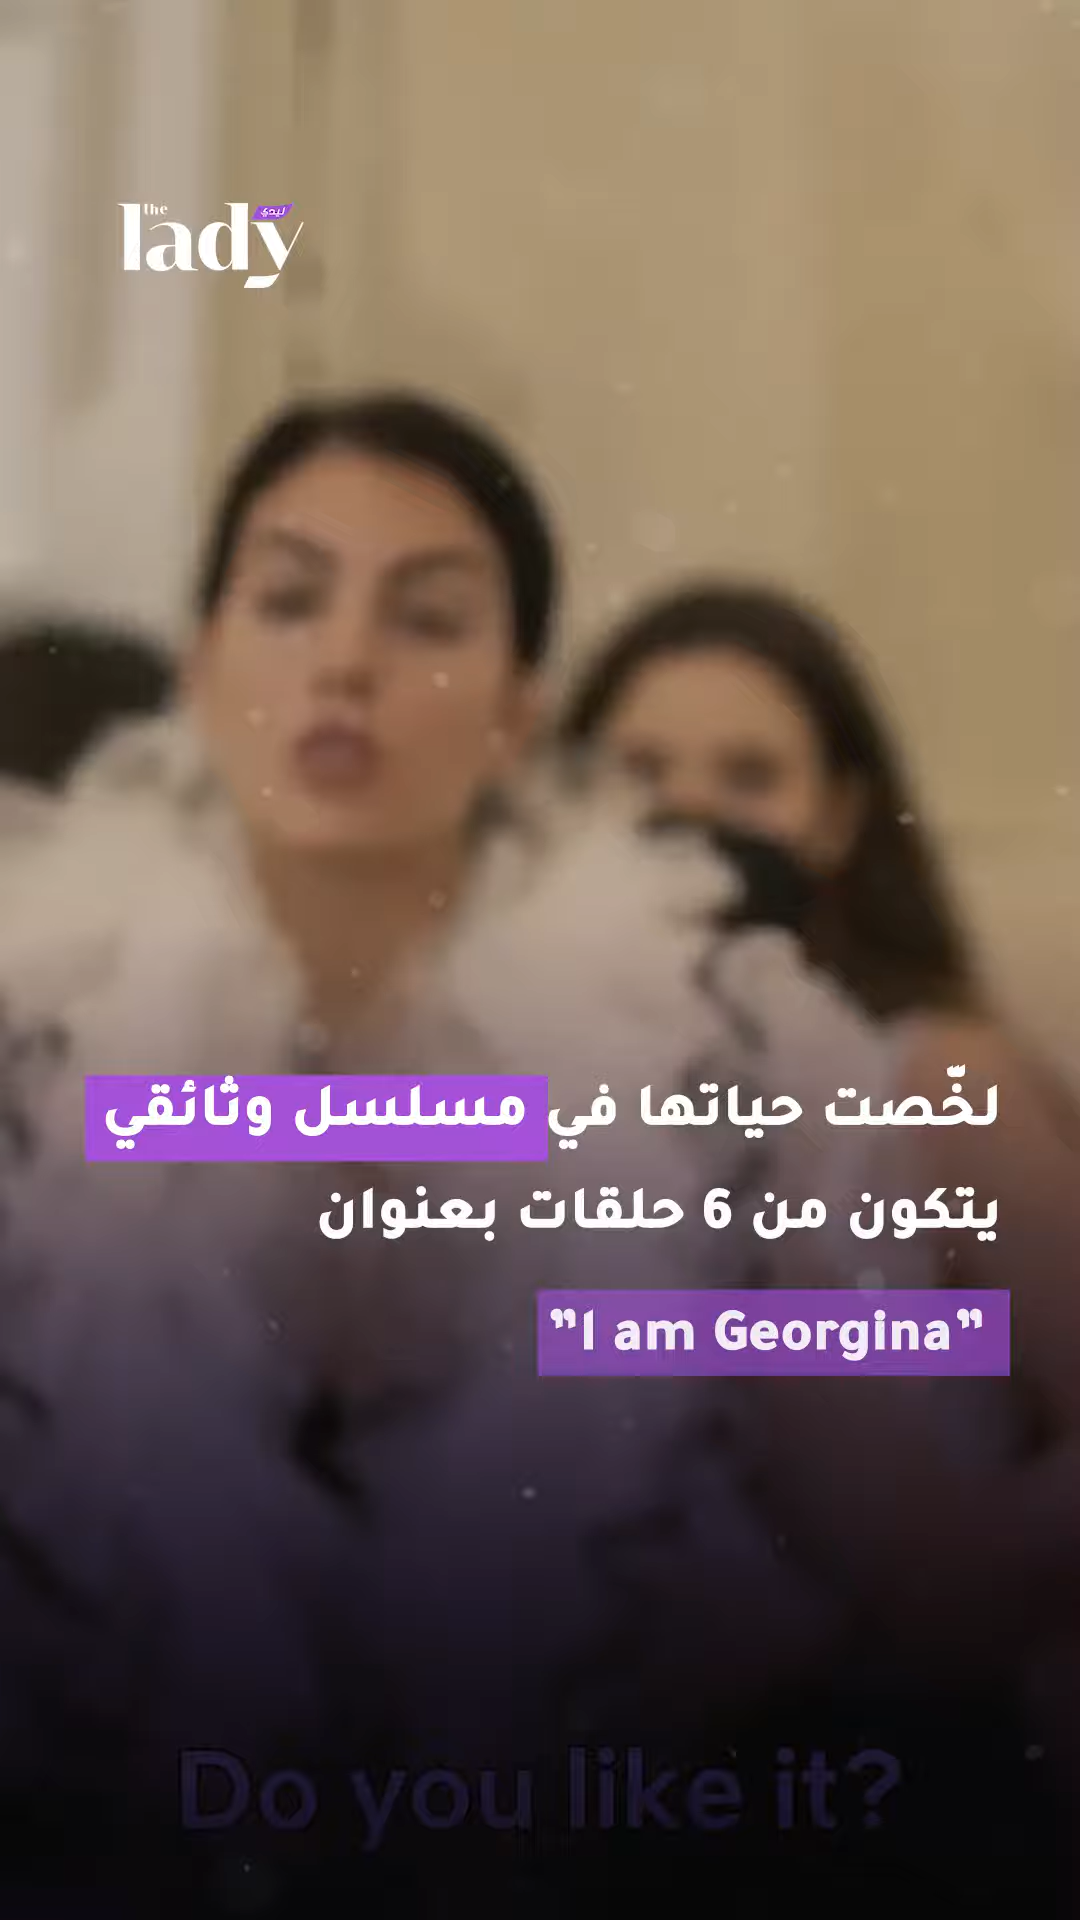 the
ليدي
lady
لخّصت حياتها في مسلسل وثائقي
يتكون من 6 حلقات بعنوان
"I am Georgina"
Do you like it?